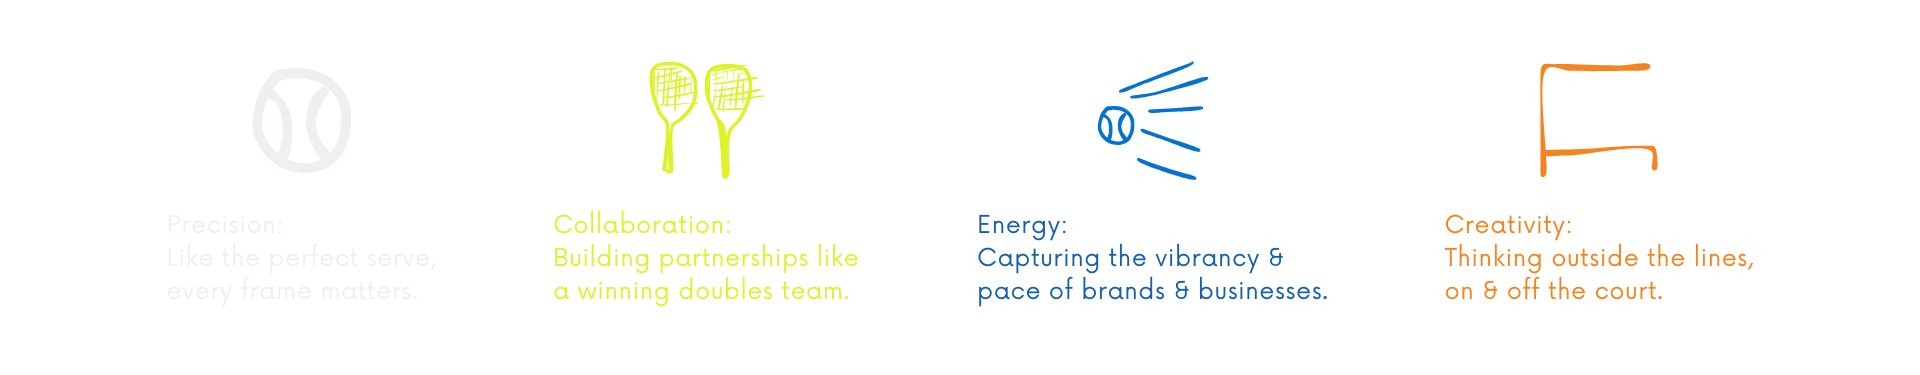 Precision:
Like the perfect serve,
every frame matters.
Collaboration:
Building partnerships like
a winning doubles team.
Energy:
Capturing the vibrancy &
pace of brands & businesses.
Creativity:
Thinking outside the lines,
on & off the court.